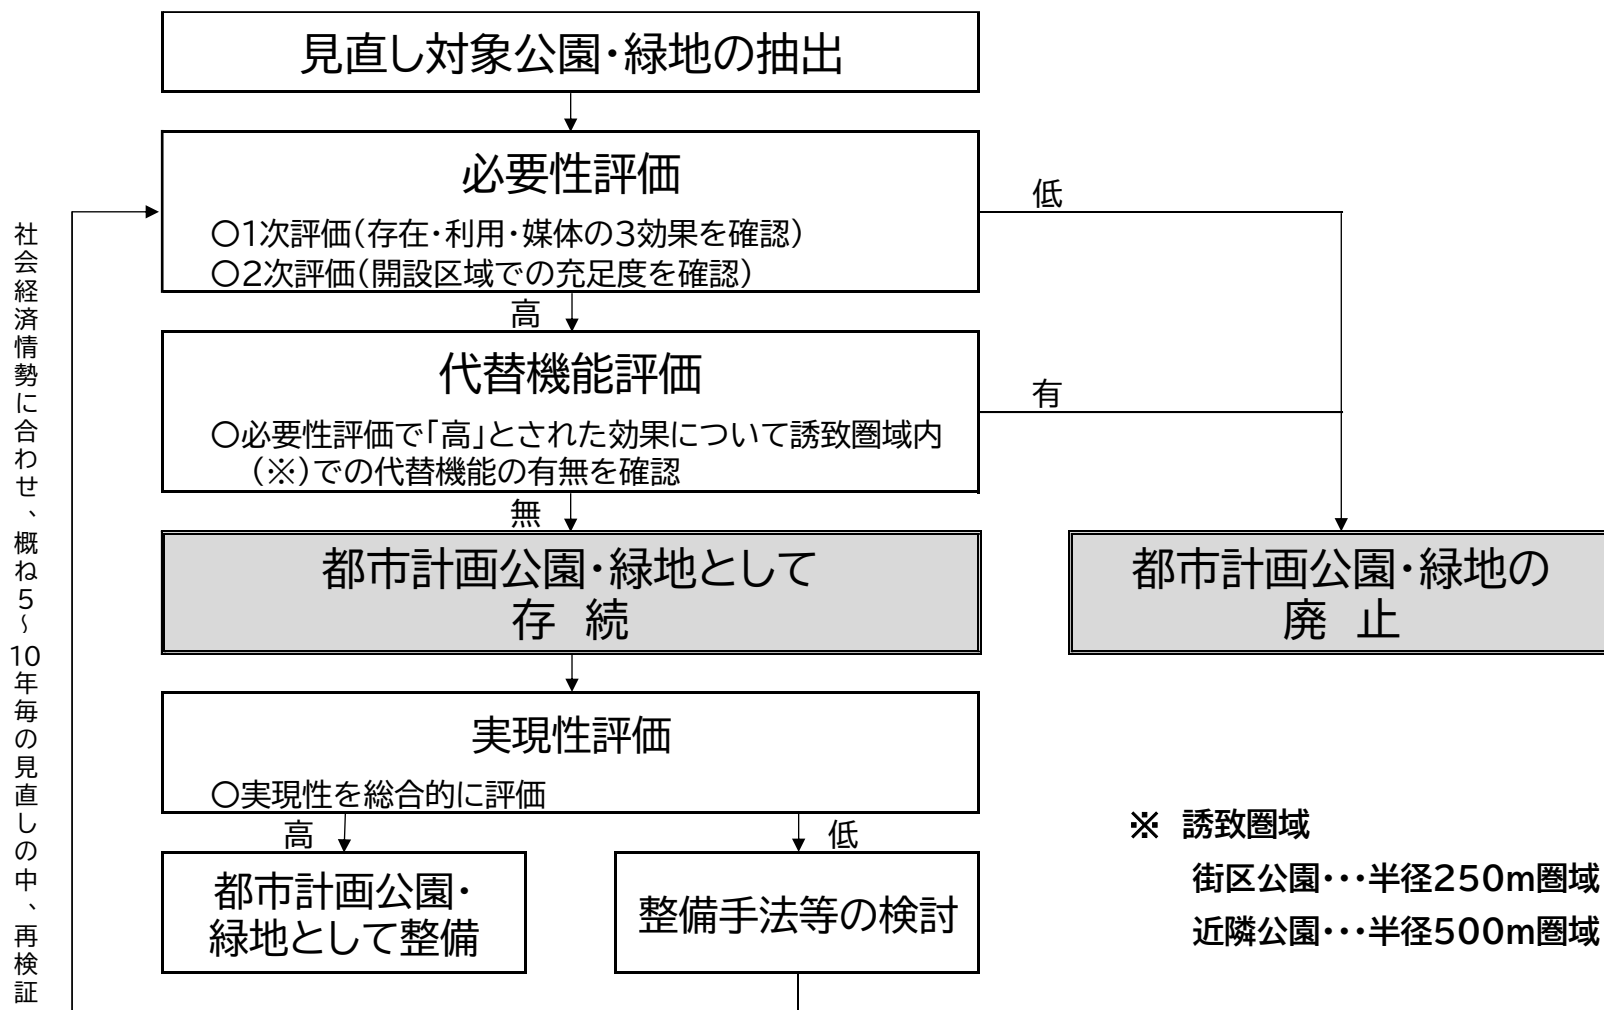 見直し対象公園・緑地の抽出
必要性評価
〇1次評価(存在・利用・媒体の3効果を確認)
〇2次評価(開設区域での充足度を確認)
低
高
代替機能評価
〇必要性評価で「高」とされた効果について誘致圏域内
(※)での代替機能の有無を確認
有
無
都市計画公園・緑地として
存 続
都市計画公園・緑地の
廃 止
実現性評価
〇実現性を総合的に評価
高
低
都市計画公園・
緑地として整備
整備手法等の検討
※ 誘致圏域
街区公園・・・半径250m圏域
近隣公園・・・半径500m圏域
社会経済情勢に合わせ、概ね5~10年毎の見直しの中、再検証